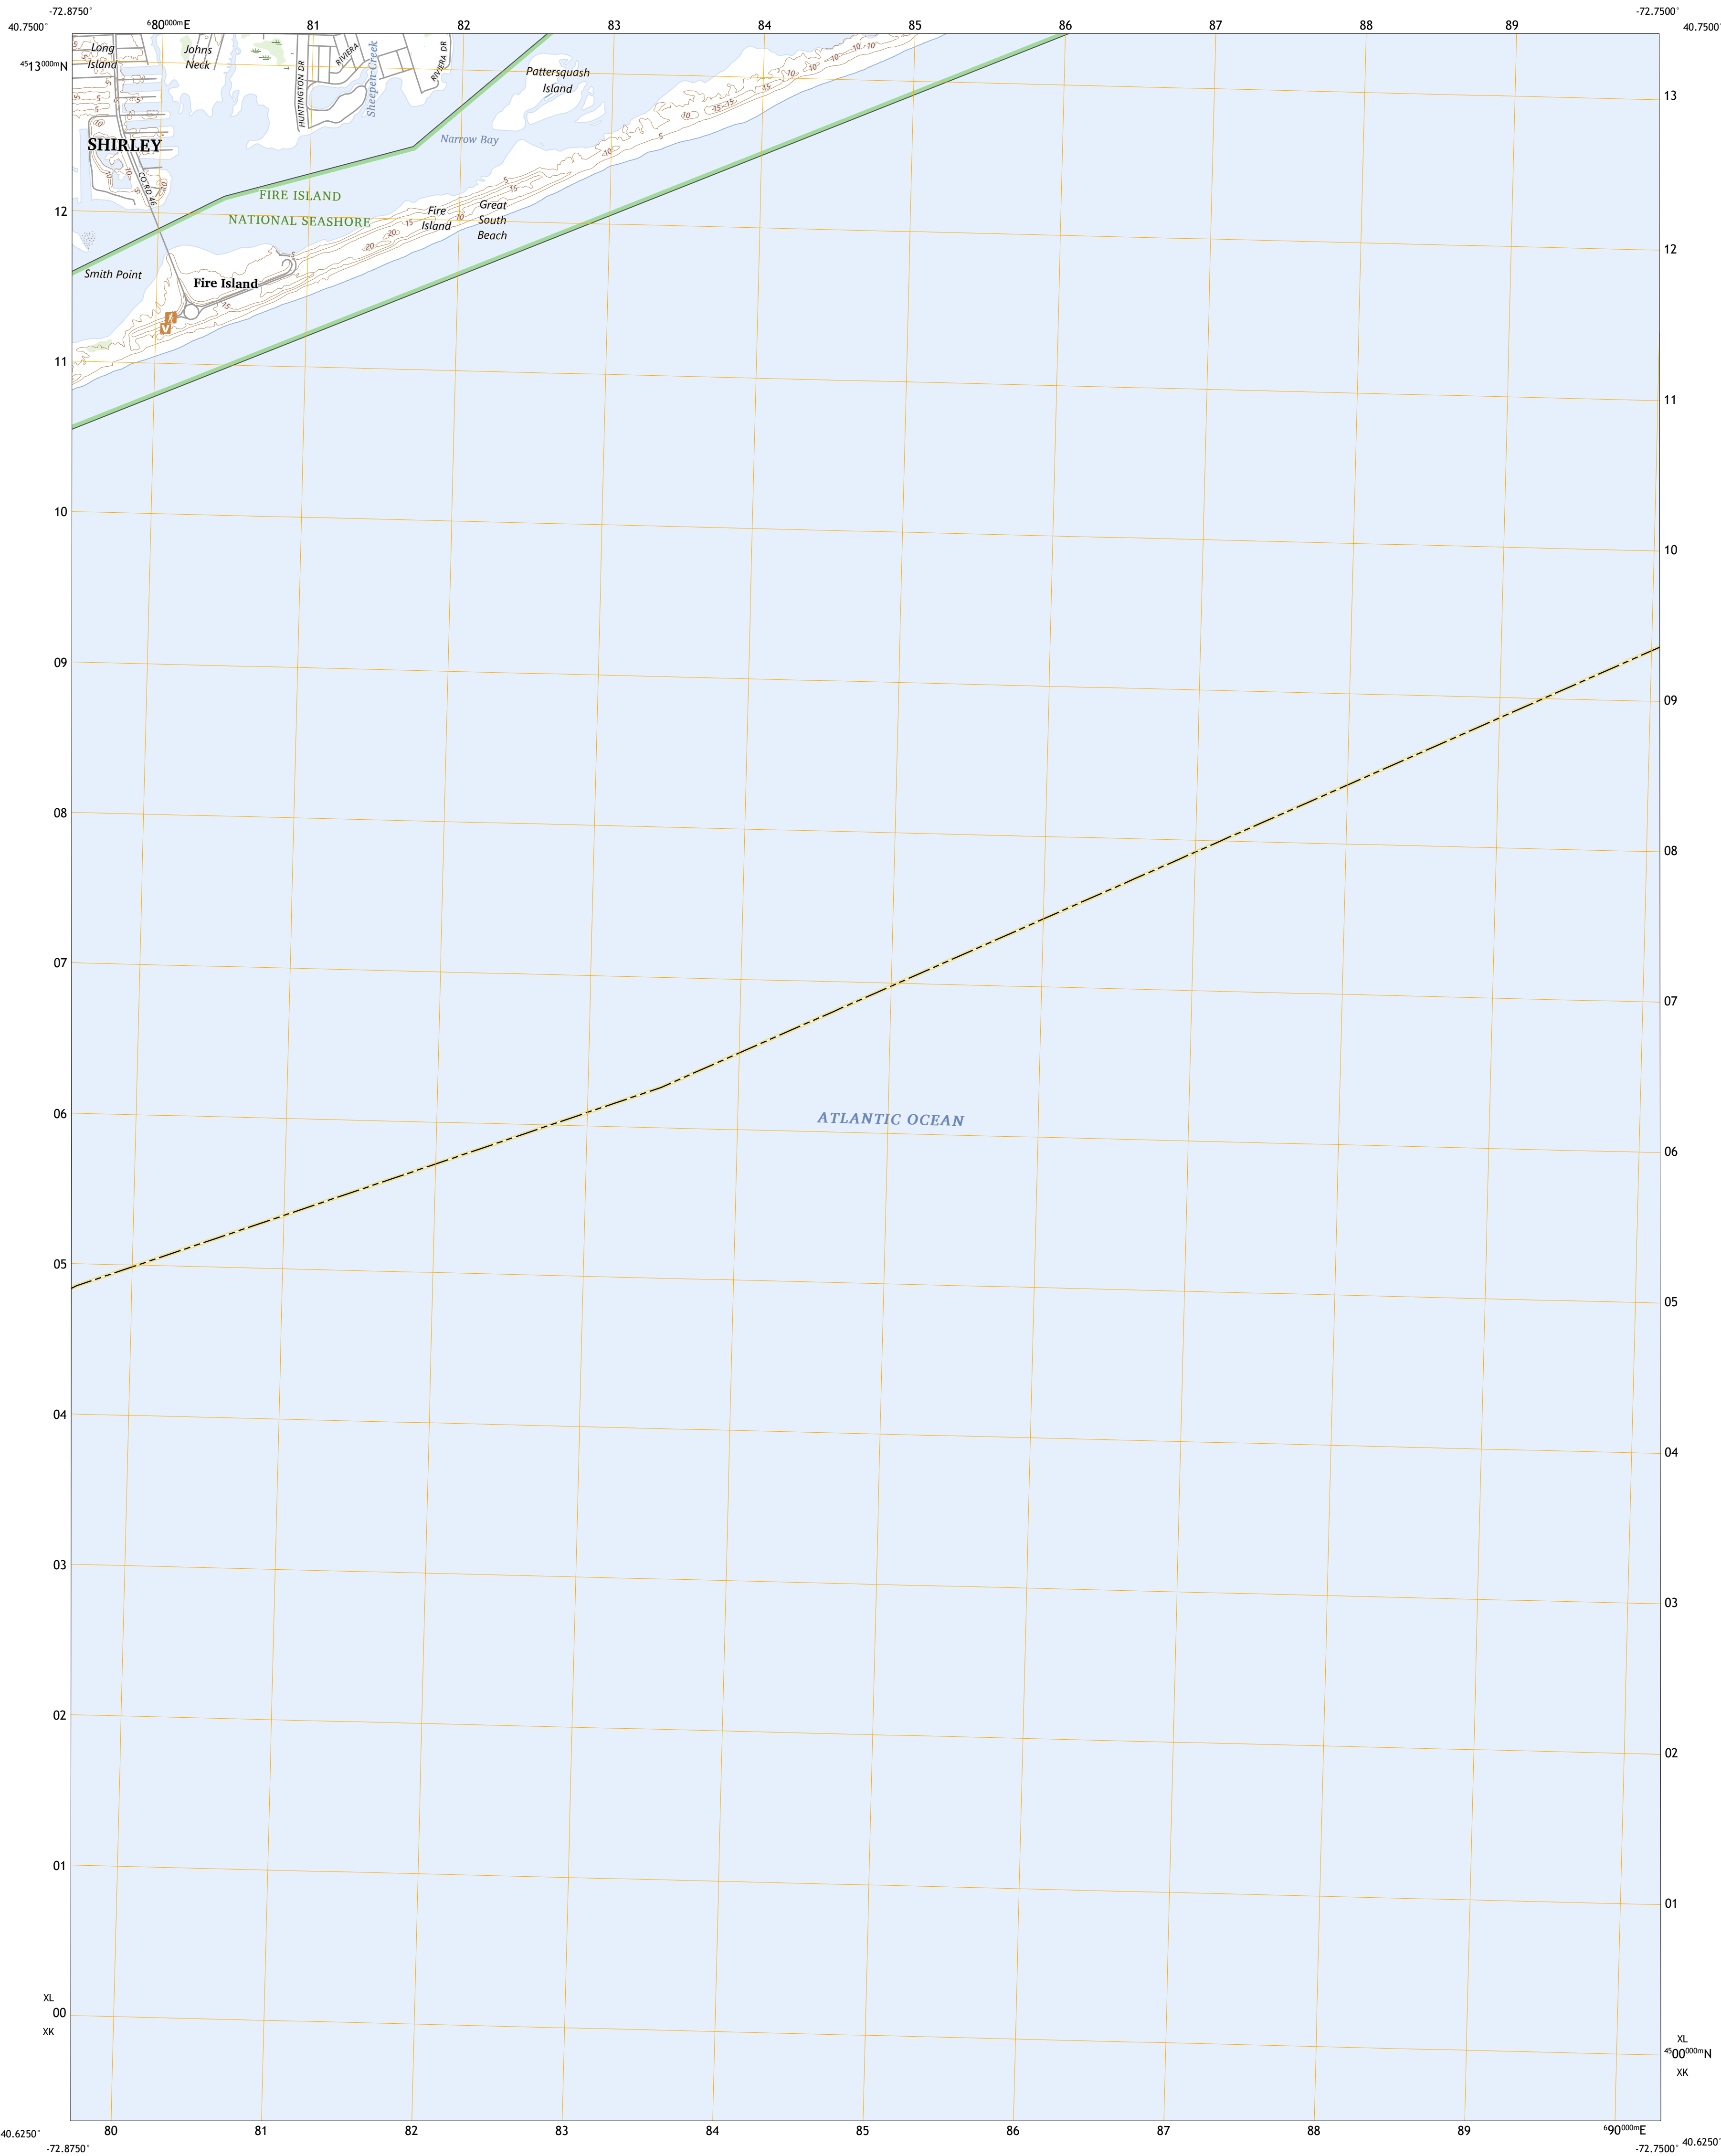 -72.8750°
-72.7500°
40.7500°
⁶80⁰⁰⁰ᵐE
81
82
83
84
85
86
87
88
89
40.7500°
⁴⁵13⁰⁰⁰ᵐN
Long
Island
Johns
Neck
HUNTINGTON DR
RIVIERA
Sheepen Creek
RIVIERA DR
Pattersquash
Island
13
SHIRLEY
CO RD 46
Narrow Bay
FIRE ISLAND
NATIONAL SEASHORE
Fire
Island
Great
South
Beach
12
12
Smith Point
Fire Island
11
11
10
10
09
09
08
08
07
07
06
ATLANTIC OCEAN
06
05
05
04
04
03
03
02
02
01
01
XL
00
XK
XL
⁴⁵00⁰⁰⁰ᵐN
XK
80
81
82
83
84
85
86
87
88
89
⁶90⁰⁰⁰ᵐE
40.6250°
-72.8750°
-72.7500°
40.6250°